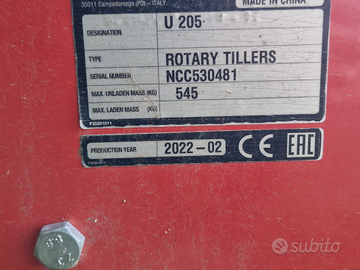 35011 Campodarsego (PD) – ITALY
MADE IN CHINA
DESIGNATION U 205
TYPE ROTARY TILLERS
SERIAL NUMBER NCC530481
MAX. UNLADEN MASS (KG) 545
MAX. LADEN MASS (KG)
F20201011
PRODUCTION YEAR 2022–02 CE EAC
subito